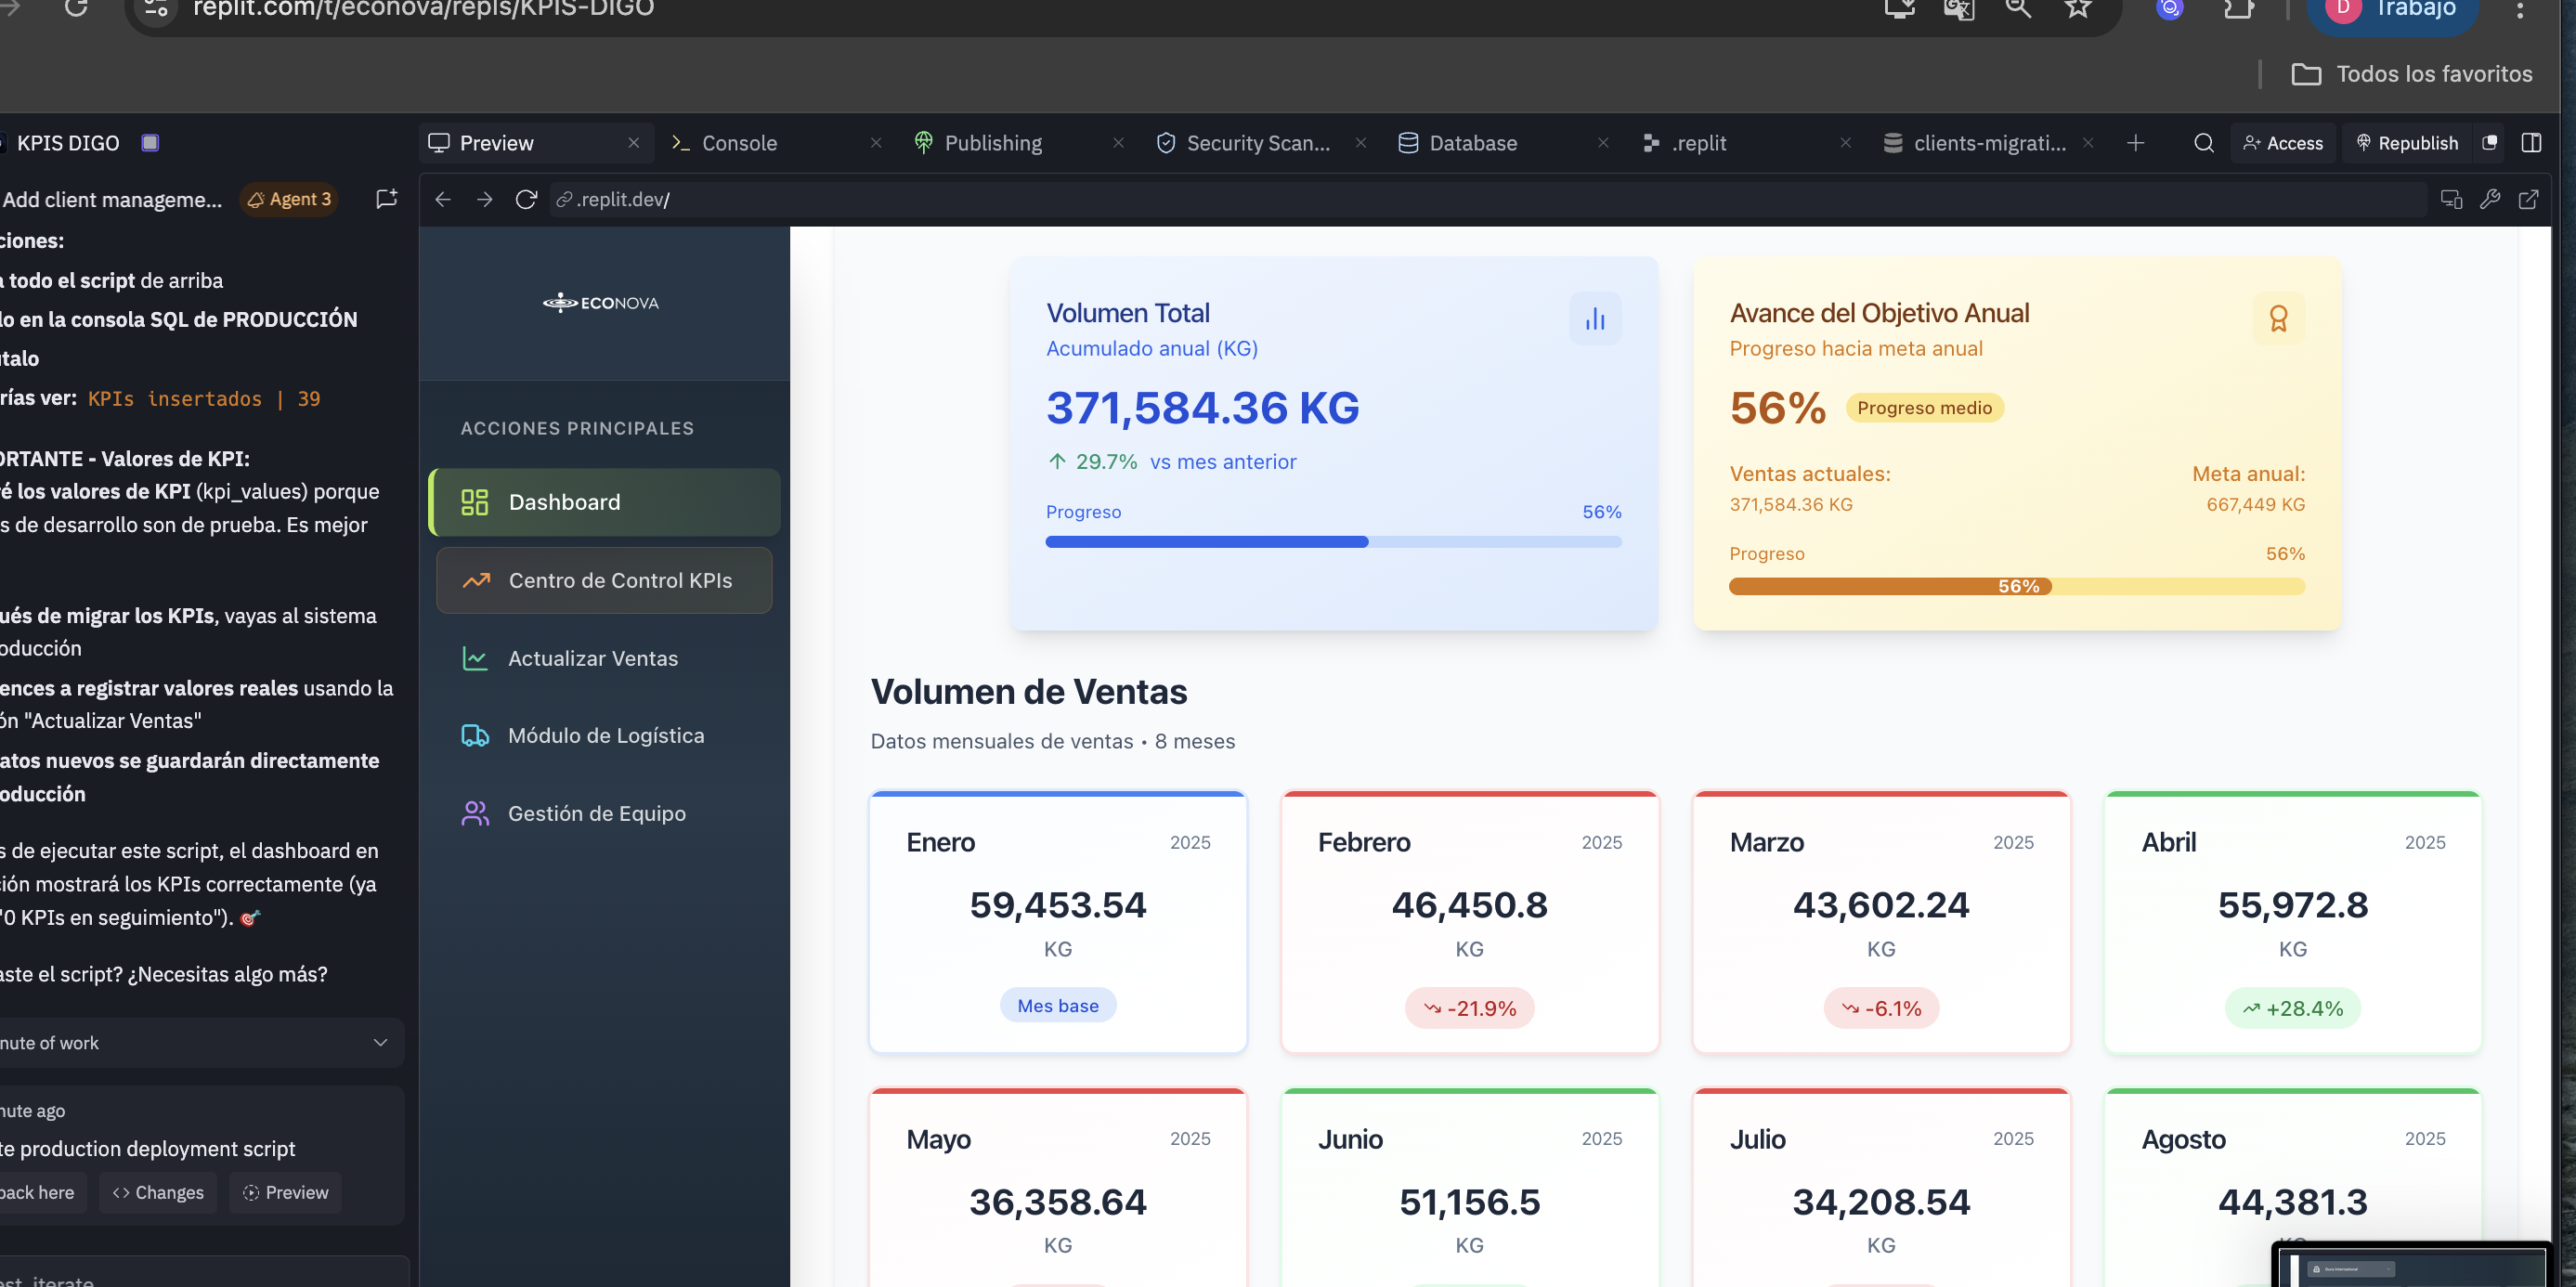 replit.com/t/econova/repls/KPIS-DIGO
D Trabajo
Todos los favoritos
KPIS DIGO
Preview
Console
Publishing
Security Scan...
Database
.replit
clients-migrati...
Access
Republish
Add client manageme...
Agent 3
.replit.dev/
ciones:
a todo el script de arriba
lo en la consola SQL de PRODUCCIÓN
útalo
rías ver: KPIs insertados | 39
ORTANTE - Valores de KPI:
ré los valores de KPI (kpi_values) porque
s de desarrollo son de prueba. Es mejor
ués de migrar los KPIs, vayas al sistema
oducción
ences a registrar valores reales usando la
ón "Actualizar Ventas"
atos nuevos se guardarán directamente
oducción
s de ejecutar este script, el dashboard en
ción mostrará los KPIs correctamente (ya
"0 KPIs en seguimiento"). 🎯
aste el script? ¿Necesitas algo más?
nute of work
nute ago
te production deployment script
back here
Changes
Preview
est, iterate
ECONOVA
ACCIONES PRINCIPALES
Dashboard
Centro de Control KPIs
Actualizar Ventas
Módulo de Logística
Gestión de Equipo
Volumen Total
Acumulado anual (KG)
371,584.36 KG
29.7% vs mes anterior
Progreso 56%
Avance del Objetivo Anual
Progreso hacia meta anual
56% Progreso medio
Ventas actuales: Meta anual:
371,584.36 KG 667,449 KG
Progreso 56%
56%
Volumen de Ventas
Datos mensuales de ventas • 8 meses
Enero 2025
59,453.54
KG
Mes base
Febrero 2025
46,450.8
KG
-21.9%
Marzo 2025
43,602.24
KG
-6.1%
Abril 2025
55,972.8
KG
+28.4%
Mayo 2025
36,358.64
KG
Junio 2025
51,156.5
KG
Julio 2025
34,208.54
KG
Agosto 2025
44,381.3
KG